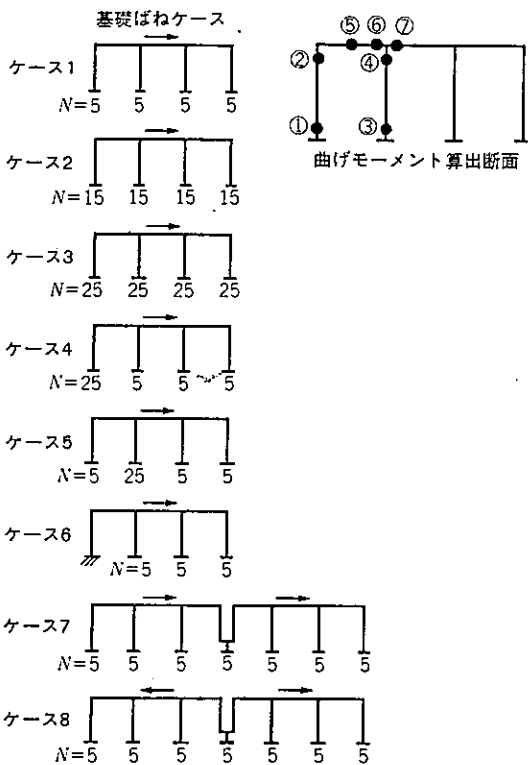 基礎ばねケース
ケース1
N=5 5 5 5
ケース2
N=15 15 15 15
ケース3
N=25 25 25 25
ケース4
N=25 5 5 5
ケース5
N=5 25 5 5
ケース6
N=5 5 5
ケース7
N=5 5 5 5 5 5 5
ケース8
N=5 5 5 5 5 5 5
⑤ ⑥ ⑦
② ④
① ③
曲げモーメント算出断面